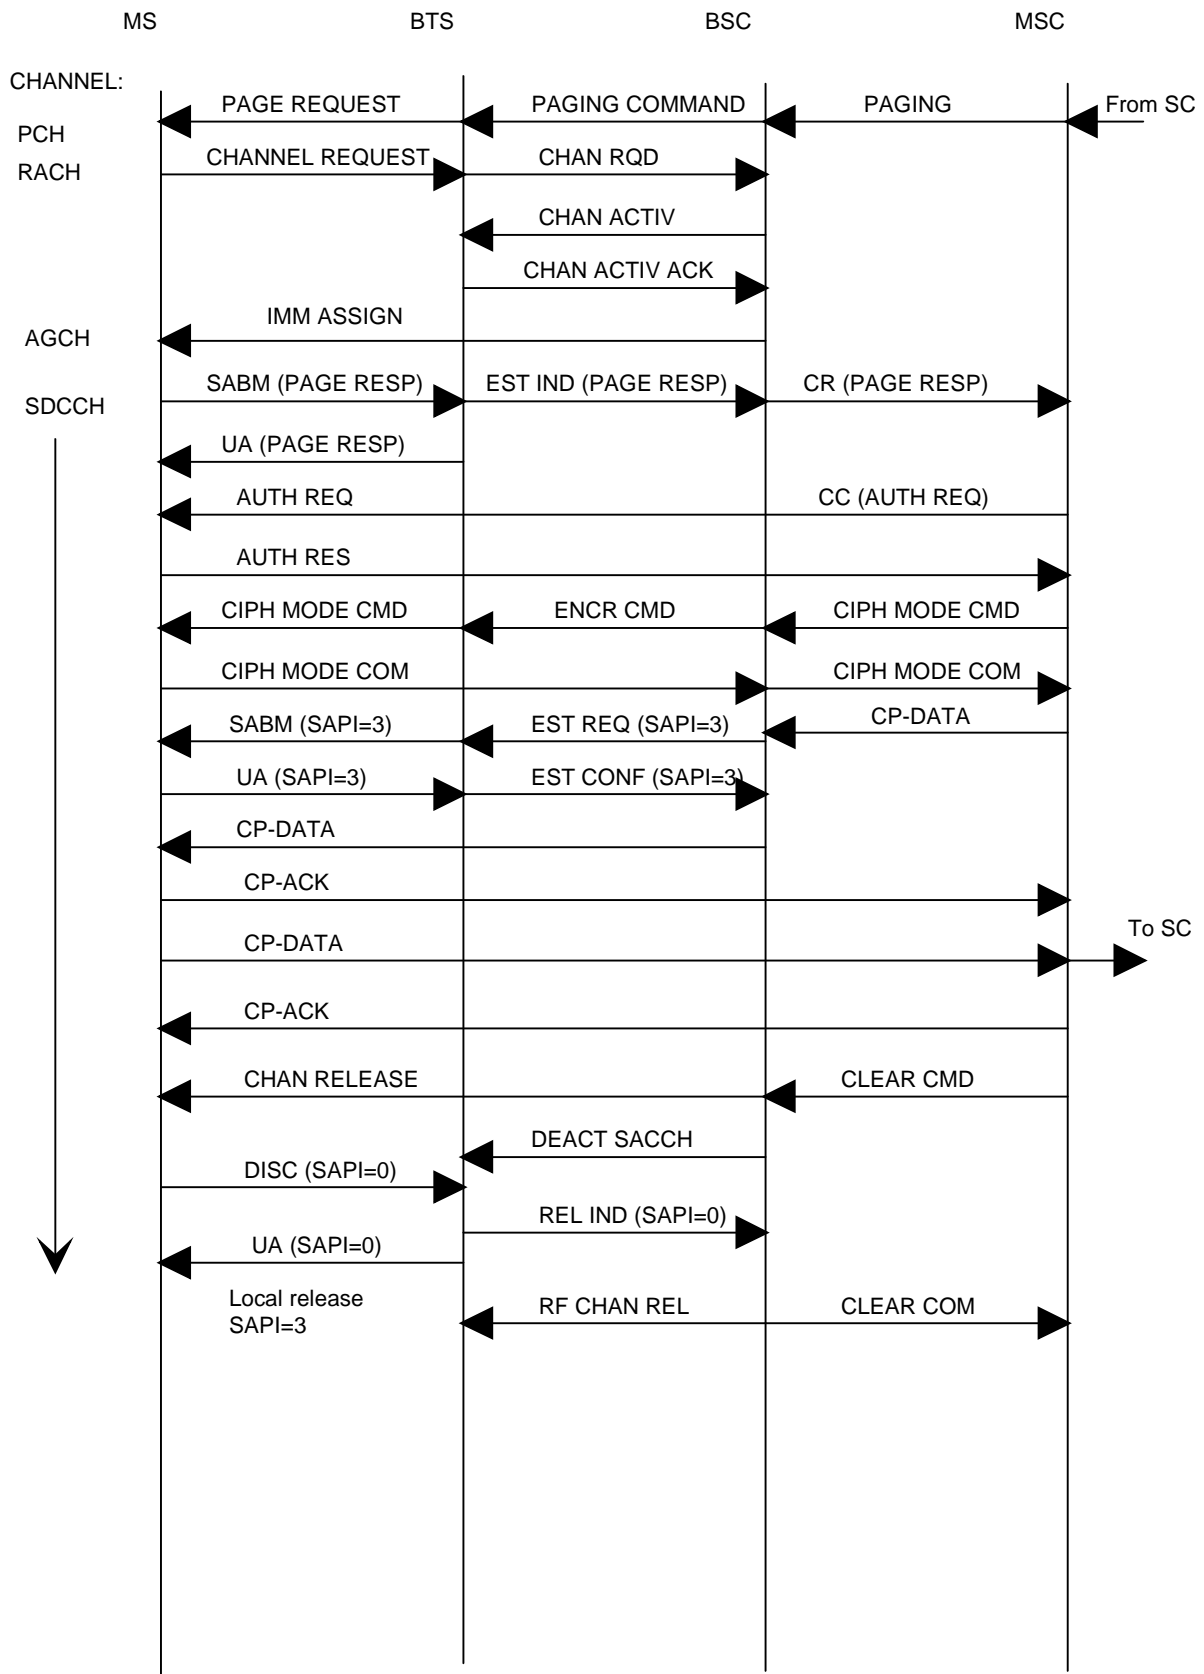 MS BTS BSC MSC
CHANNEL:
PAGE REQUEST PAGING COMMAND PAGING From SC
PCH
CHANNEL REQUEST CHAN RQD
RACH
CHAN ACTIV
CHAN ACTIV ACK
IMM ASSIGN
AGCH
SABM (PAGE RESP) EST IND (PAGE RESP) CR (PAGE RESP)
SDCCH
UA (PAGE RESP)
AUTH REQ CC (AUTH REQ)
AUTH RES
CIPH MODE CMD ENCR CMD CIPH MODE CMD
CIPH MODE COM CIPH MODE COM
CP-DATA
SABM (SAPI=3) EST REQ (SAPI=3)
UA (SAPI=3) EST CONF (SAPI=3)
CP-DATA
CP-ACK
To SC
CP-DATA
CP-ACK
CHAN RELEASE CLEAR CMD
DEACT SACCH
DISC (SAPI=0)
REL IND (SAPI=0)
UA (SAPI=0)
Local release RF CHAN REL CLEAR COM
SAPI=3